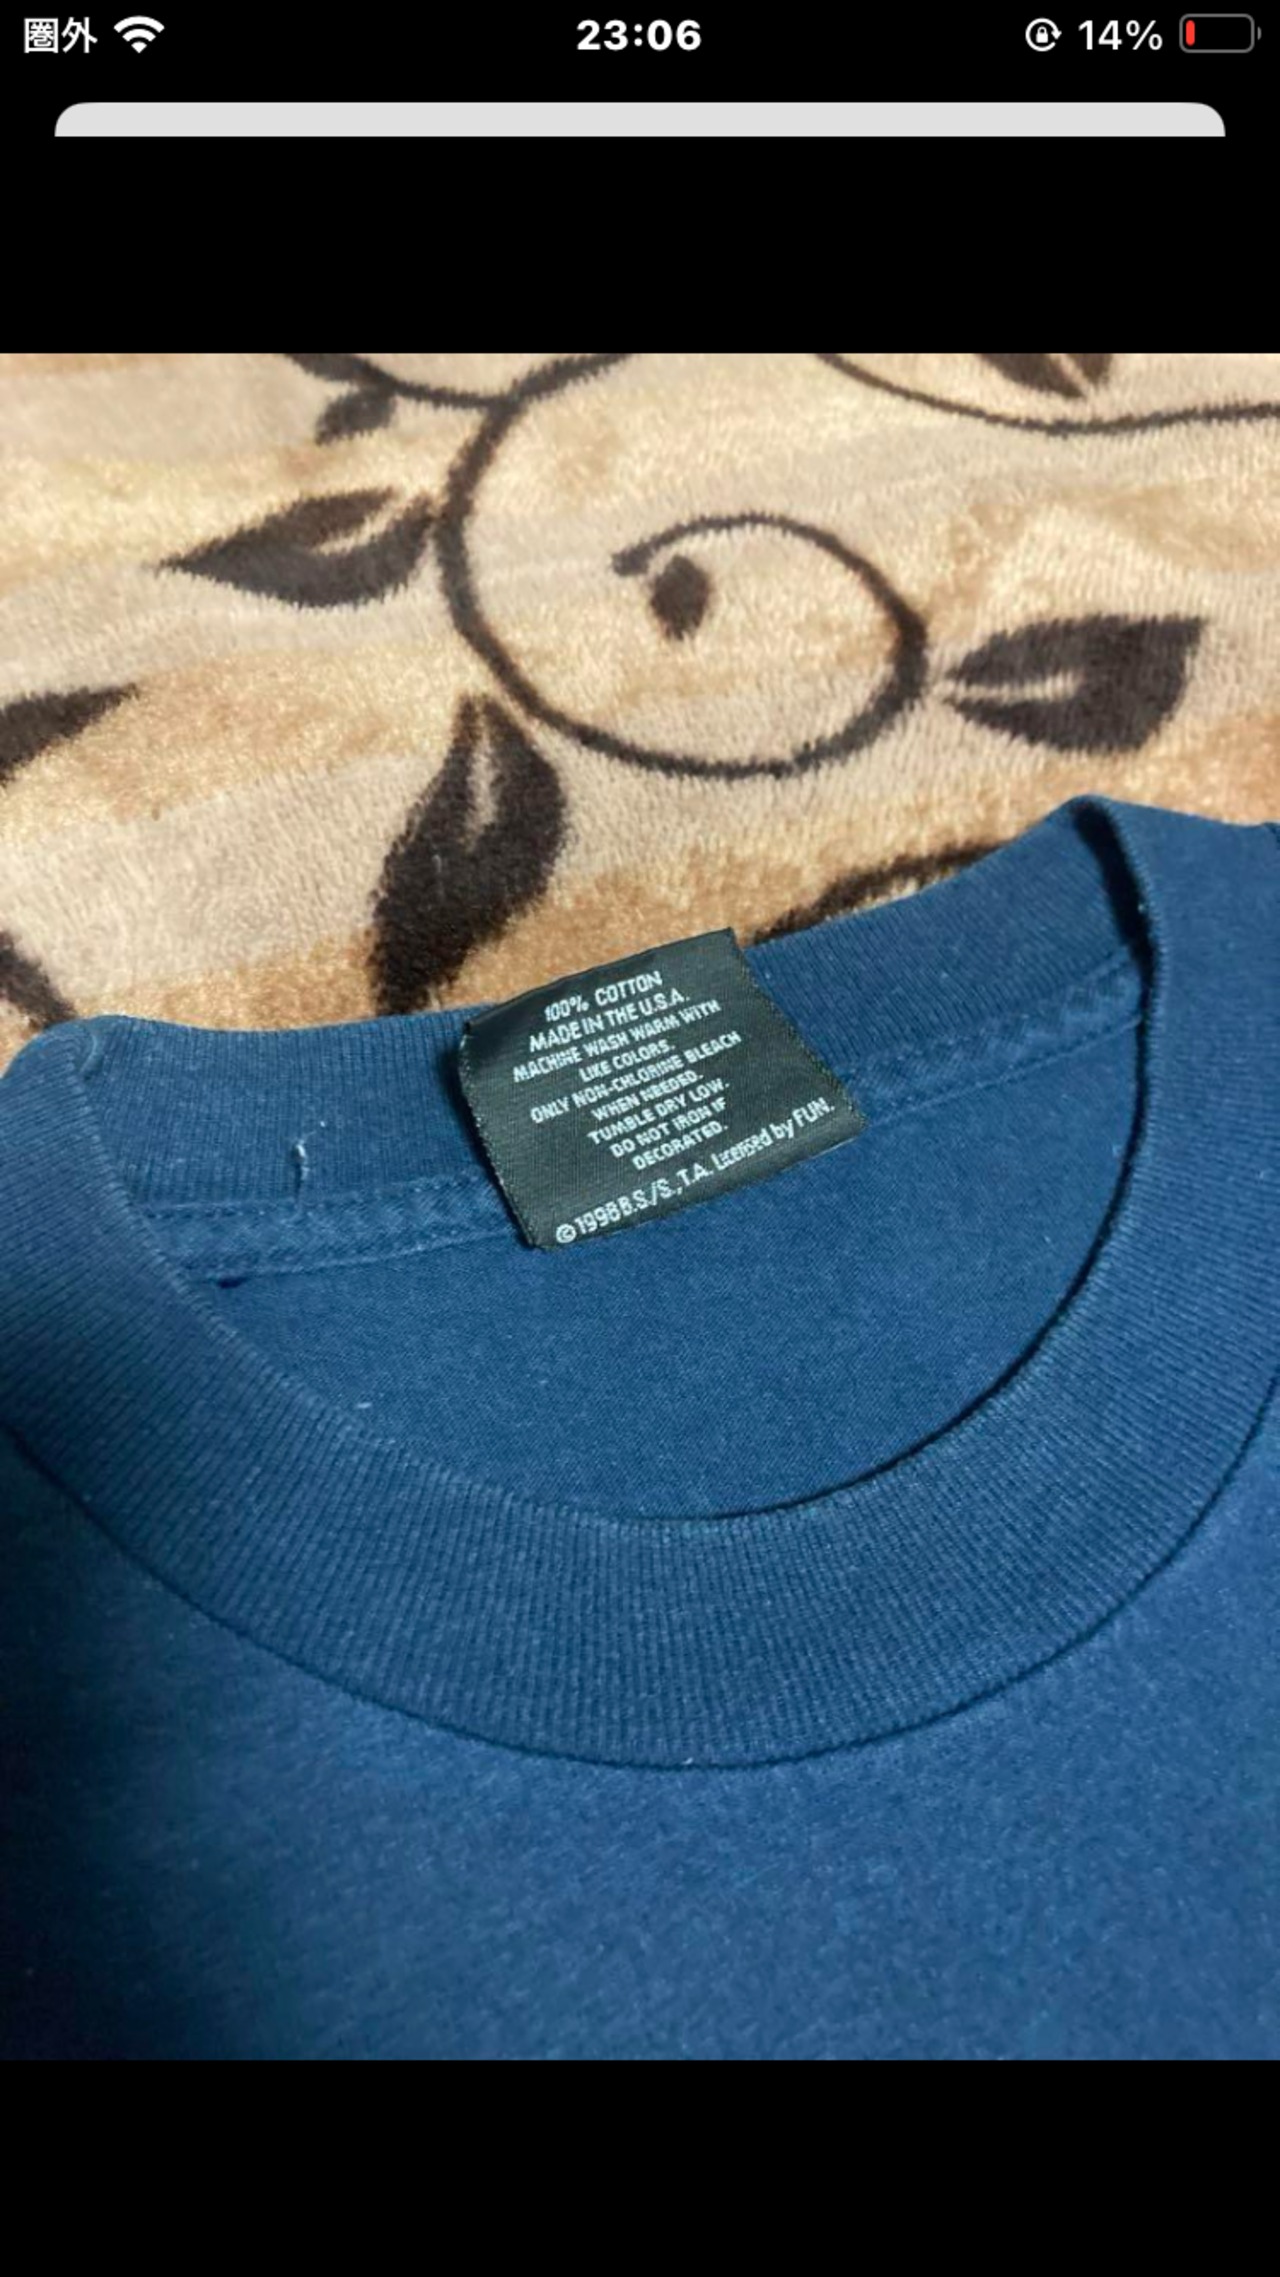 圏外 23:06 14%
100% COTTON
MADE IN THE U.S.A.
MACHINE WASH WARM WITH
LIKE COLORS.
ONLY NON-CHLORINE BLEACH
WHEN NEEDED.
TUMBLE DRY LOW.
DO NOT IRON IF
DECORATED.
©1998 B.S./S.,T.A. Licensed by FUN.